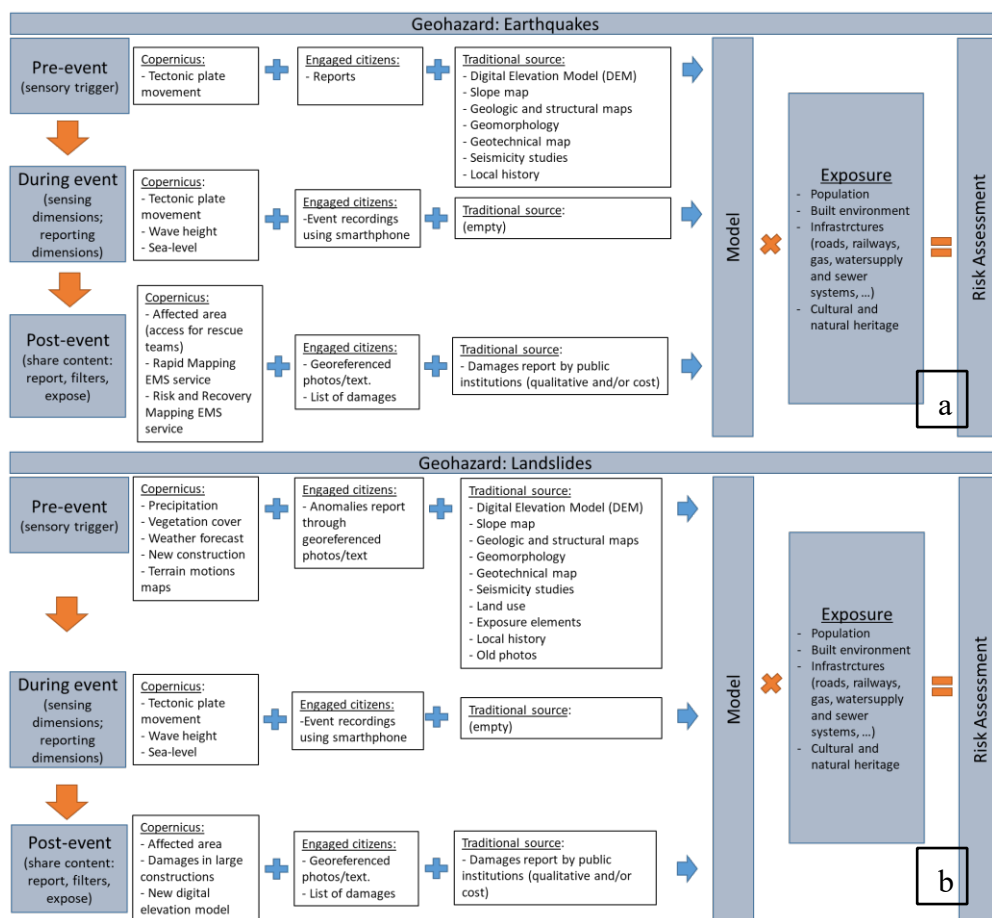 Geohazard: Earthquakes
Pre-event
(sensory trigger)
Copernicus:
- Tectonic plate
movement
Engaged citizens:
- Reports
Traditional source:
- Digital Elevation Model (DEM)
- Slope map
- Geologic and structural maps
- Geomorphology
- Geotechnical map
- Seismicity studies
- Local history
During event
(sensing
dimensions;
reporting
dimensions)
Copernicus:
- Tectonic plate
movement
- Wave height
- Sea-level
Engaged citizens:
-Event recordings
using smarthphone
Traditional source:
(empty)
Post-event
(share content:
report, filters,
expose)
Copernicus:
- Affected area
(access for rescue
teams)
- Rapid Mapping
EMS service
- Risk and Recovery
Mapping EMS
service
Engaged citizens:
- Georeferenced
photos/text.
- List of damages
Traditional source:
- Damages report by public
institutions (qualitative and/or cost)
Model
Exposure
- Population
- Built environment
- Infrastrctures
(roads, railways,
gas, watersupply
and sewer
systems, ...)
- Cultural and
natural heritage
Risk Assessment
a
Geohazard: Landslides
Pre-event
(sensory trigger)
Copernicus:
- Precipitation
- Vegetation cover
- Weather forecast
- New construction
- Terrain motions
maps
Engaged citizens:
- Anomalies report
through
georeferenced
photos/text
Traditional source:
- Digital Elevation Model (DEM)
- Slope map
- Geologic and structural maps
- Geomorphology
- Geotechnical map
- Seismicity studies
- Land use
- Exposure elements
- Local history
- Old photos
During event
(sensing
dimensions;
reporting
dimensions)
Copernicus:
- Tectonic plate
movement
- Wave height
- Sea-level
Engaged citizens:
-Event recordings
using smarthphone
Traditional source:
(empty)
Post-event
(share content:
report, filters,
expose)
Copernicus:
- Affected area
- Damages in large
constructions
- New digital
elevation model
Engaged citizens:
- Georeferenced
photos/text.
- List of damages
Traditional source:
- Damages report by public
institutions (qualitative and/or
cost)
Model
Exposure
- Population
- Built environment
- Infrastrctures
(roads, railways,
gas, watersupply
and sewer
systems, ...)
- Cultural and
natural heritage
Risk Assessment
b